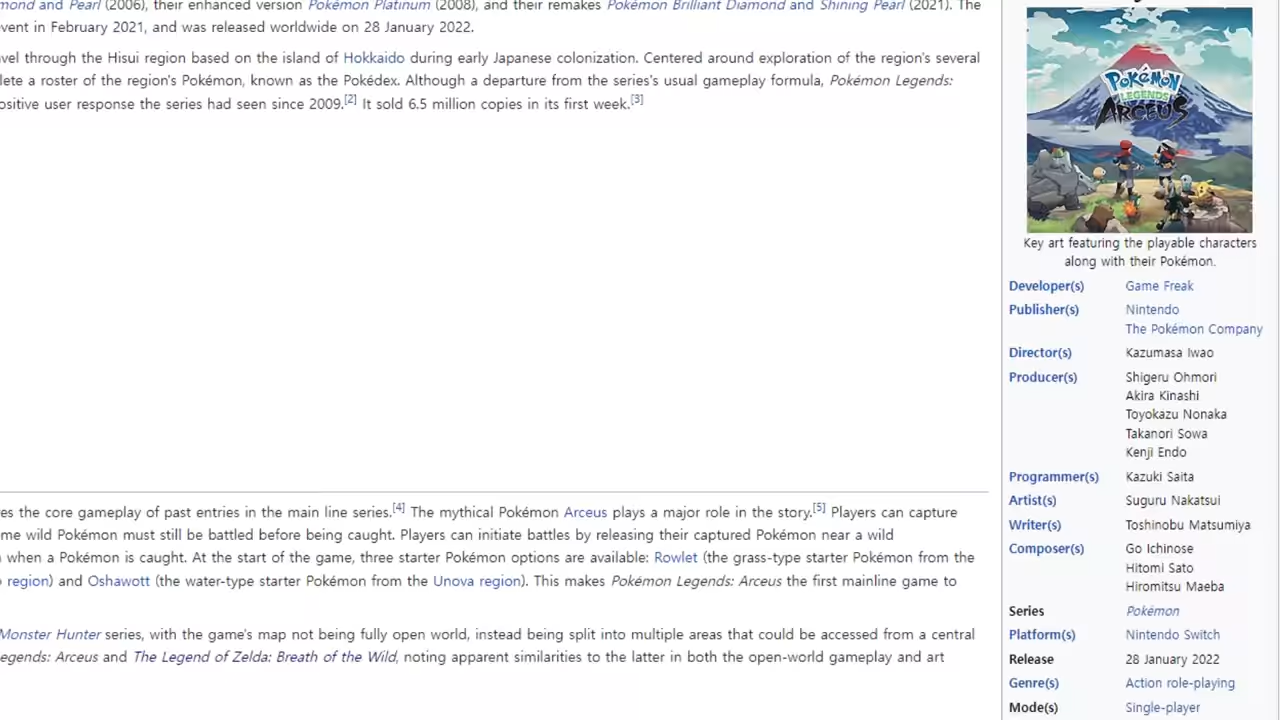 mond and Pearl (2006), their enhanced version Pokémon Platinum (2008), and their remakes Pokémon Brilliant Diamond and Shining Pearl (2021). The
event in February 2021, and was released worldwide on 28 January 2022.
avel through the Hisui region based on the island of Hokkaido during early Japanese colonization. Centered around exploration of the region's several
lete a roster of the region's Pokémon, known as the Pokédex. Although a departure from the series's usual gameplay formula, Pokémon Legends:
ositive user response the series had seen since 2009.[2] It sold 6.5 million copies in its first week.[3]
es the core gameplay of past entries in the main line series.[4] The mythical Pokémon Arceus plays a major role in the story.[5] Players can capture
me wild Pokémon must still be battled before being caught. Players can initiate battles by releasing their captured Pokémon near a wild
when a Pokémon is caught. At the start of the game, three starter Pokémon options are available: Rowlet (the grass-type starter Pokémon from the
region) and Oshawott (the water-type starter Pokémon from the Unova region). This makes Pokémon Legends: Arceus the first mainline game to
Monster Hunter series, with the game's map not being fully open world, instead being split into multiple areas that could be accessed from a central
egends: Arceus and The Legend of Zelda: Breath of the Wild, noting apparent similarities to the latter in both the open-world gameplay and art
POKÉMON
LEGENDS
ARCEUS
Key art featuring the playable characters
along with their Pokémon.
Developer(s) Game Freak
Publisher(s) Nintendo
The Pokémon Company
Director(s) Kazumasa Iwao
Producer(s) Shigeru Ohmori
Akira Kinashi
Toyokazu Nonaka
Takanori Sowa
Kenji Endo
Programmer(s) Kazuki Saita
Artist(s) Suguru Nakatsui
Writer(s) Toshinobu Matsumiya
Composer(s) Go Ichinose
Hitomi Sato
Hiromitsu Maeba
Series Pokémon
Platform(s) Nintendo Switch
Release 28 January 2022
Genre(s) Action role-playing
Mode(s) Single-player